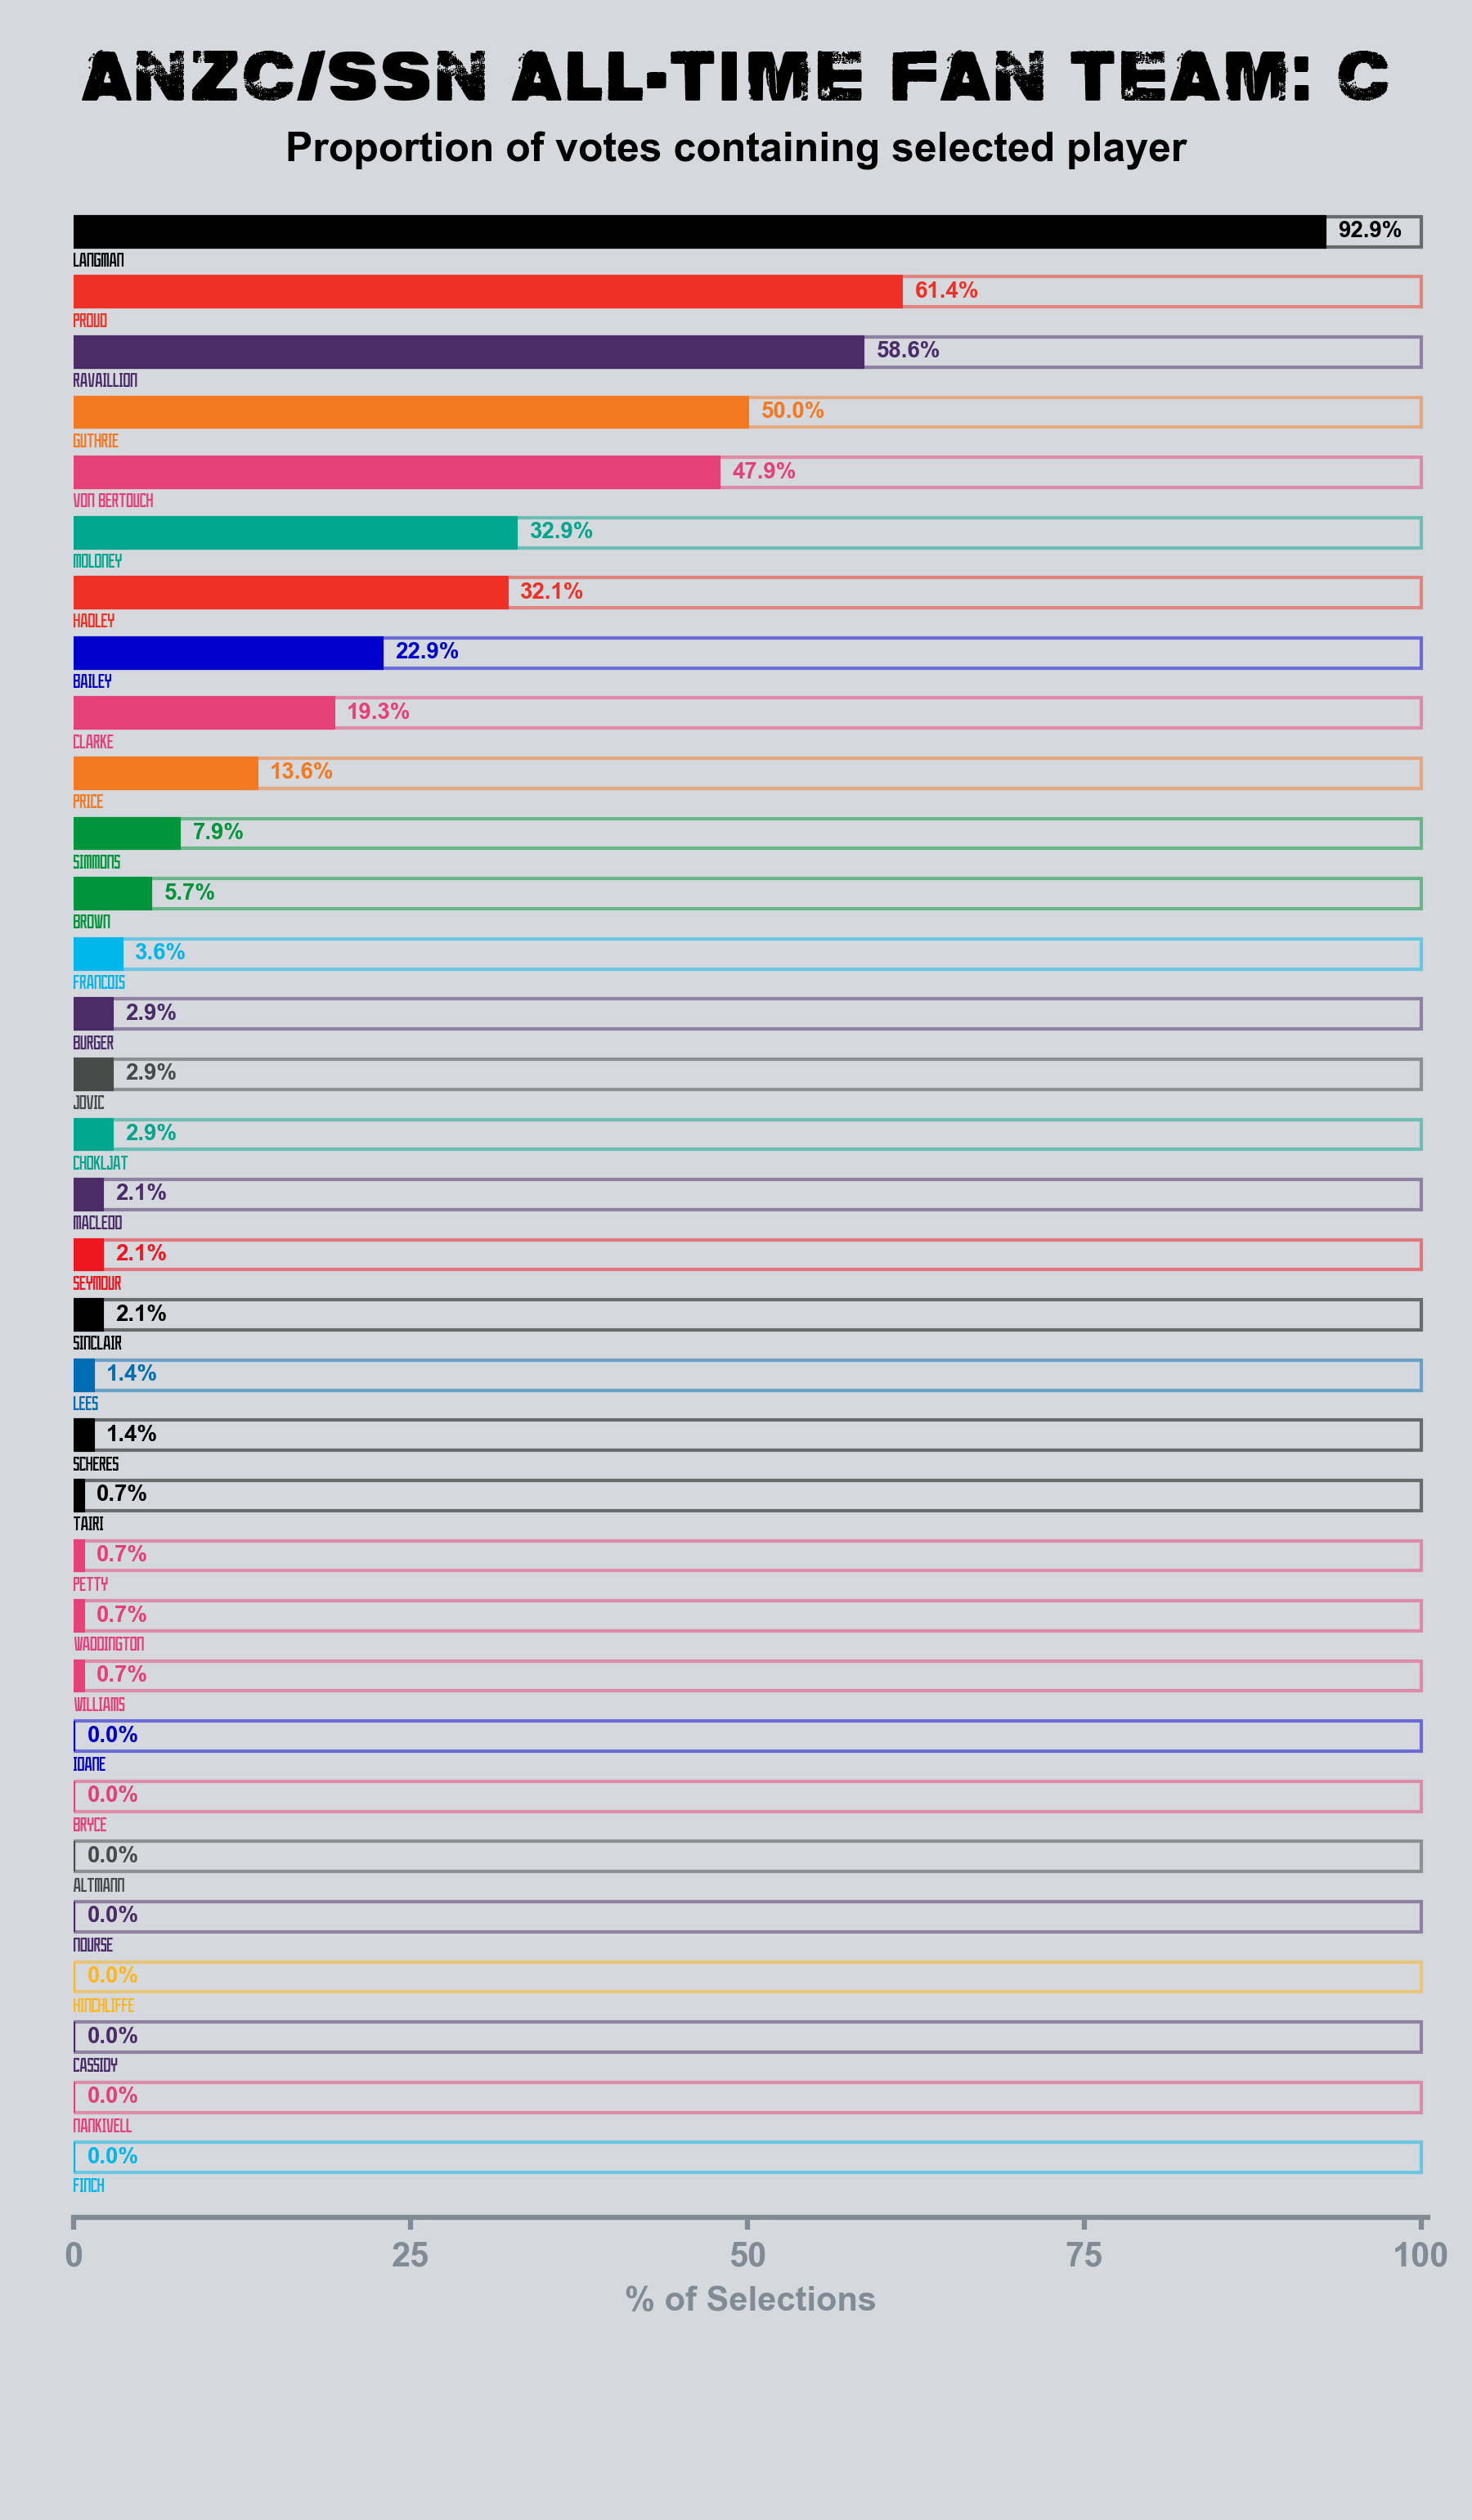 ANZC/SSN ALL-TIME FAN TEAM: C
Proportion of votes containing selected player
92.9%
LANGMAN
61.4%
PROUD
58.6%
RAVAILLION
50.0%
GUTHRIE
47.9%
VON BERTOUCH
32.9%
MOLONEY
32.1%
HADLEY
22.9%
BAILEY
19.3%
CLARKE
13.6%
PRICE
7.9%
SIMMONS
5.7%
BROWN
3.6%
FRANCOIS
2.9%
BURGER
2.9%
JOVIC
2.9%
CHOKLJAT
2.1%
MACLEOD
2.1%
SEYMOUR
2.1%
SINCLAIR
1.4%
LEES
1.4%
SCHERES
0.7%
TAIRI
0.7%
PETTY
0.7%
WADDINGTON
0.7%
WILLIAMS
0.0%
IOANE
0.0%
BRYCE
0.0%
ALTMANN
0.0%
NOURSE
0.0%
HINCHLIFFE
0.0%
CASSIDY
0.0%
NANKIVELL
0.0%
FINCH
0 25 50 75 100
% of Selections